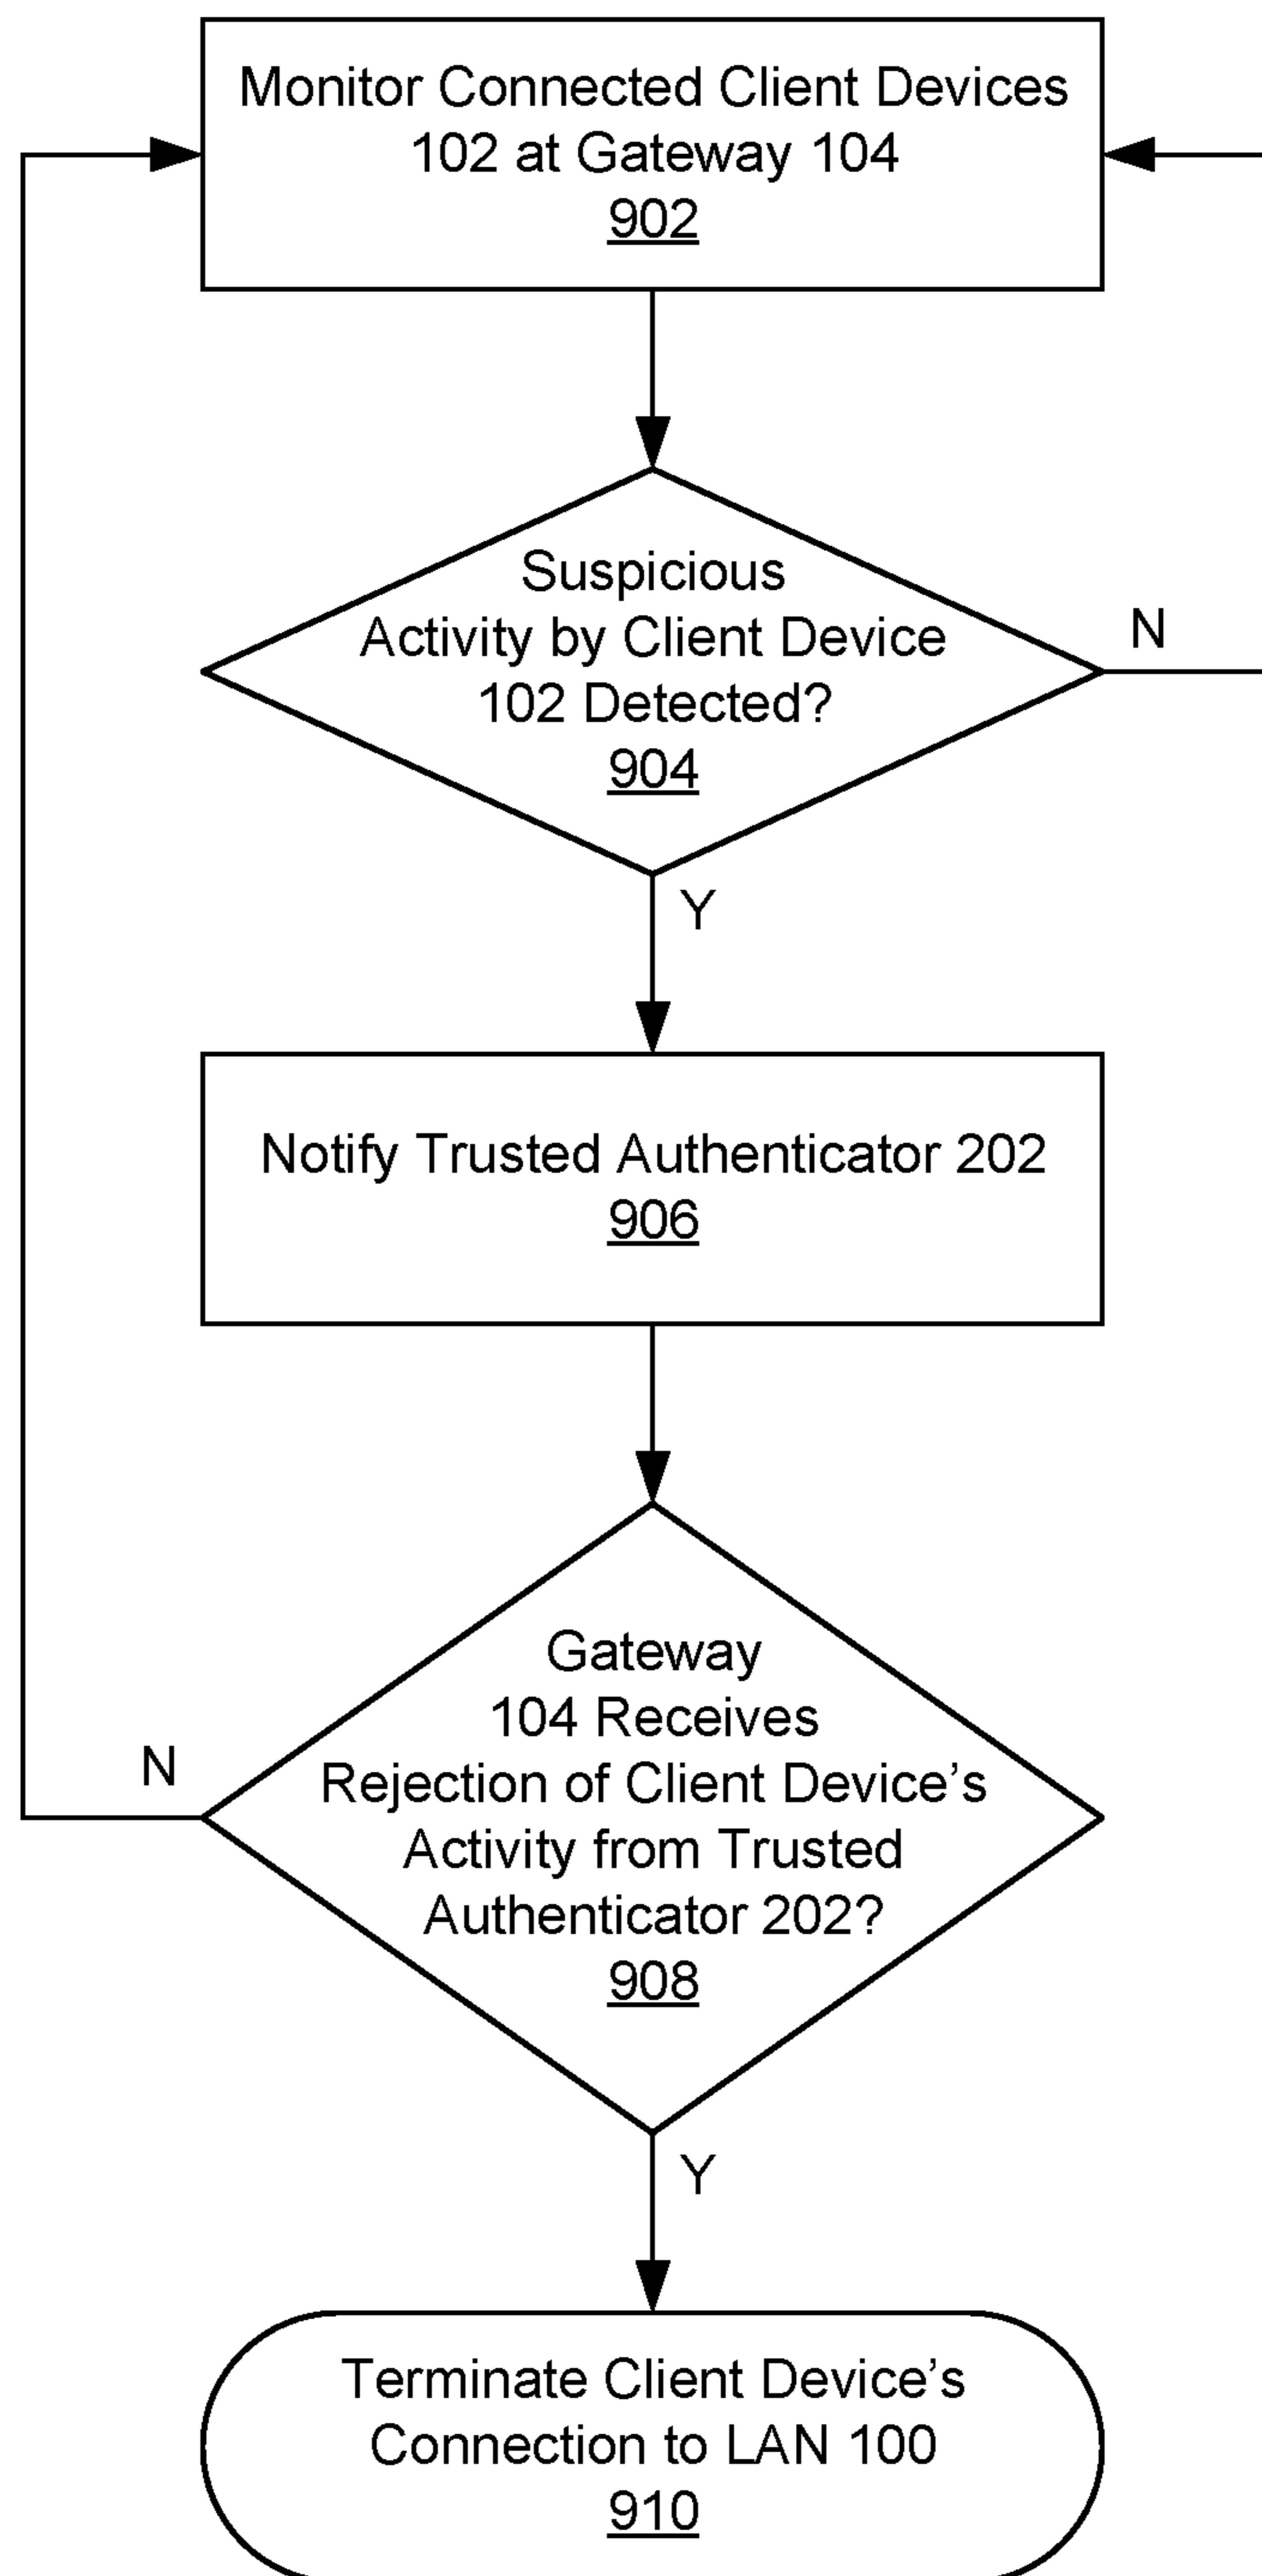 Monitor Connected Client Devices
102 at Gateway 104
902
Suspicious
Activity by Client Device
102 Detected?
904
N
Y
Notify Trusted Authenticator 202
906
Gateway
104 Receives
Rejection of Client Device’s
Activity from Trusted
Authenticator 202?
908
N
Y
Terminate Client Device’s
Connection to LAN 100
910